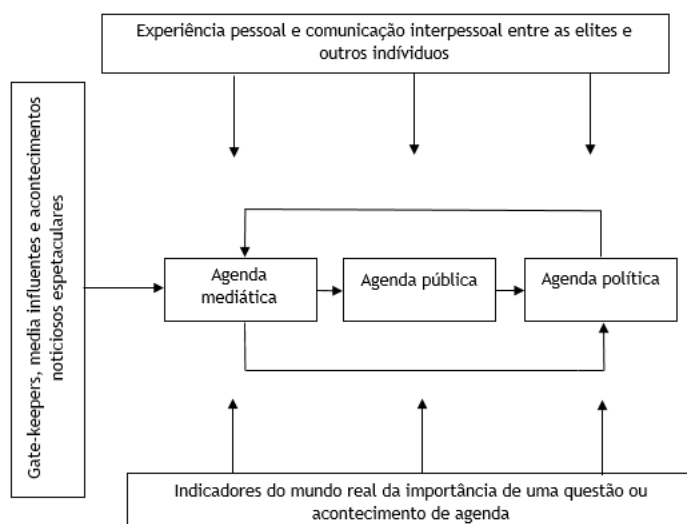 Experiência pessoal e comunicação interpessoal entre as elites e
outros indíviduos
Gate-keepers, media influentes e acontecimentos
noticiosos espetaculares
Agenda
mediática
Agenda pública
Agenda política
Indicadores do mundo real da importância de uma questão ou
acontecimento de agenda